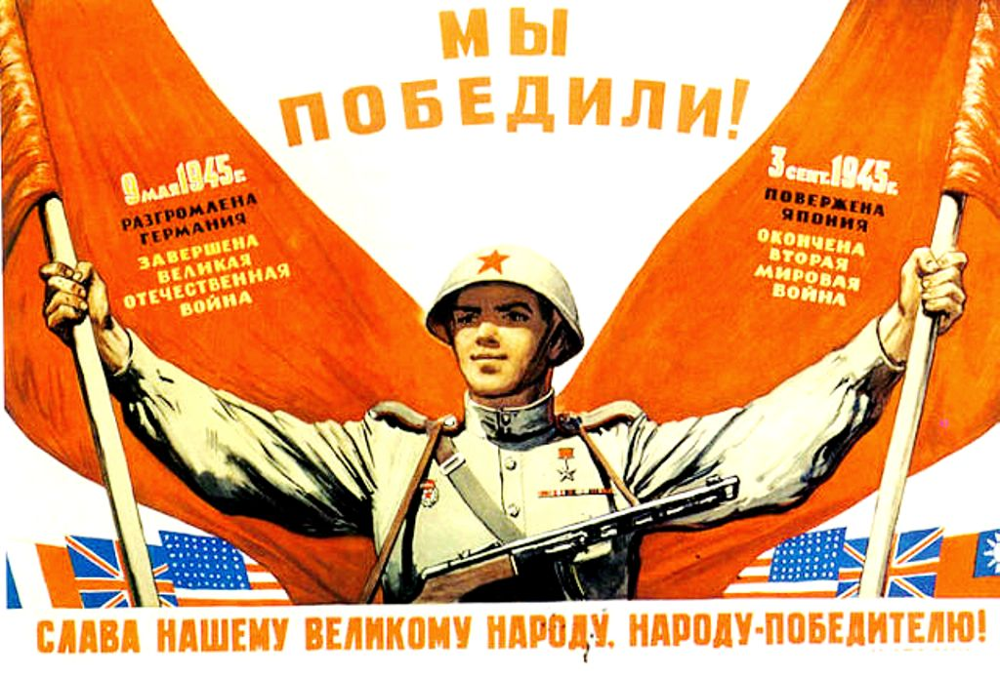 МЫ
ПОБЕДИЛИ!
9 МАЯ 1945 г.
РАЗГРОМЛЕНА
ГЕРМАНИЯ
ЗАВЕРШЕНА
ВЕЛИКАЯ
ОТЕЧЕСТВЕННАЯ
ВОЙНА
3 СЕНТ. 1945 г.
ПОВЕРЖЕНА
ЯПОНИЯ
ОКОНЧЕНА
ВТОРАЯ
МИРОВАЯ
ВОЙНА
СЛАВА НАШЕМУ ВЕЛИКОМУ НАРОДУ, НАРОДУ-ПОБЕДИТЕЛЮ!